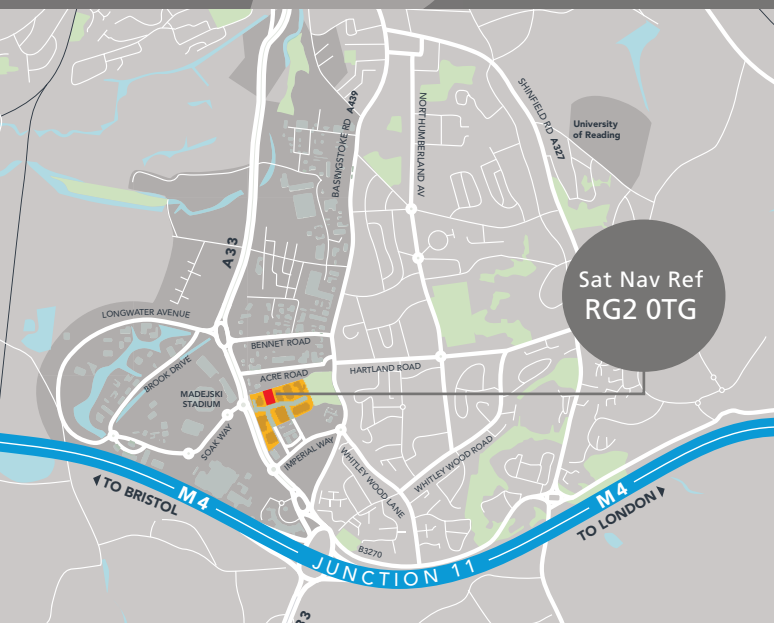 SHINFIELD RD A327
BASINGSTOKE RD A439
NORTHUMBERLAND AV
University
of Reading
A33
Sat Nav Ref
RG2 0TG
LONGWATER AVENUE
BENNET ROAD
BROOK DRIVE
ACRE ROAD
HARTLAND ROAD
MADEJSKI
STADIUM
SOAK WAY
IMPERIAL WAY
WHITLEY WOOD LANE
WHITLEY WOOD ROAD
TO BRISTOL
M4
M4
TO LONDON
B3270
JUNCTION 11